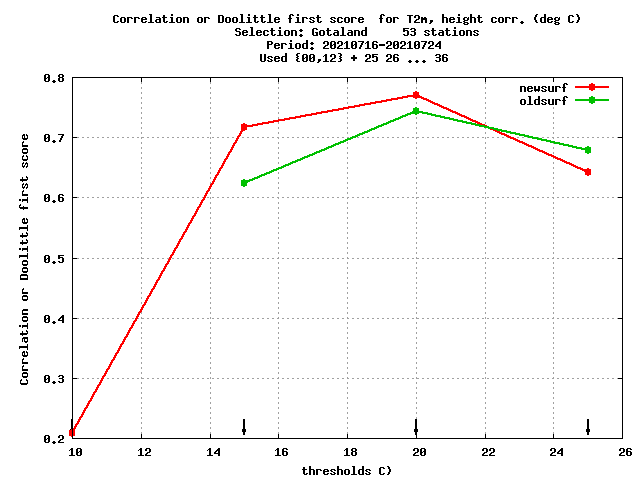 Correlation or Doolittle first score  for T2m, height corr. (deg C)
Selection: Gotaland     53 stations
Period: 20210716-20210724
Used {00,12} + 25 26 ... 36
newsurf
oldsurf
Correlation or Doolittle first score
0.8
0.7
0.6
0.5
0.4
0.3
0.2
10 12 14 16 18 20 22 24 26
thresholds C)